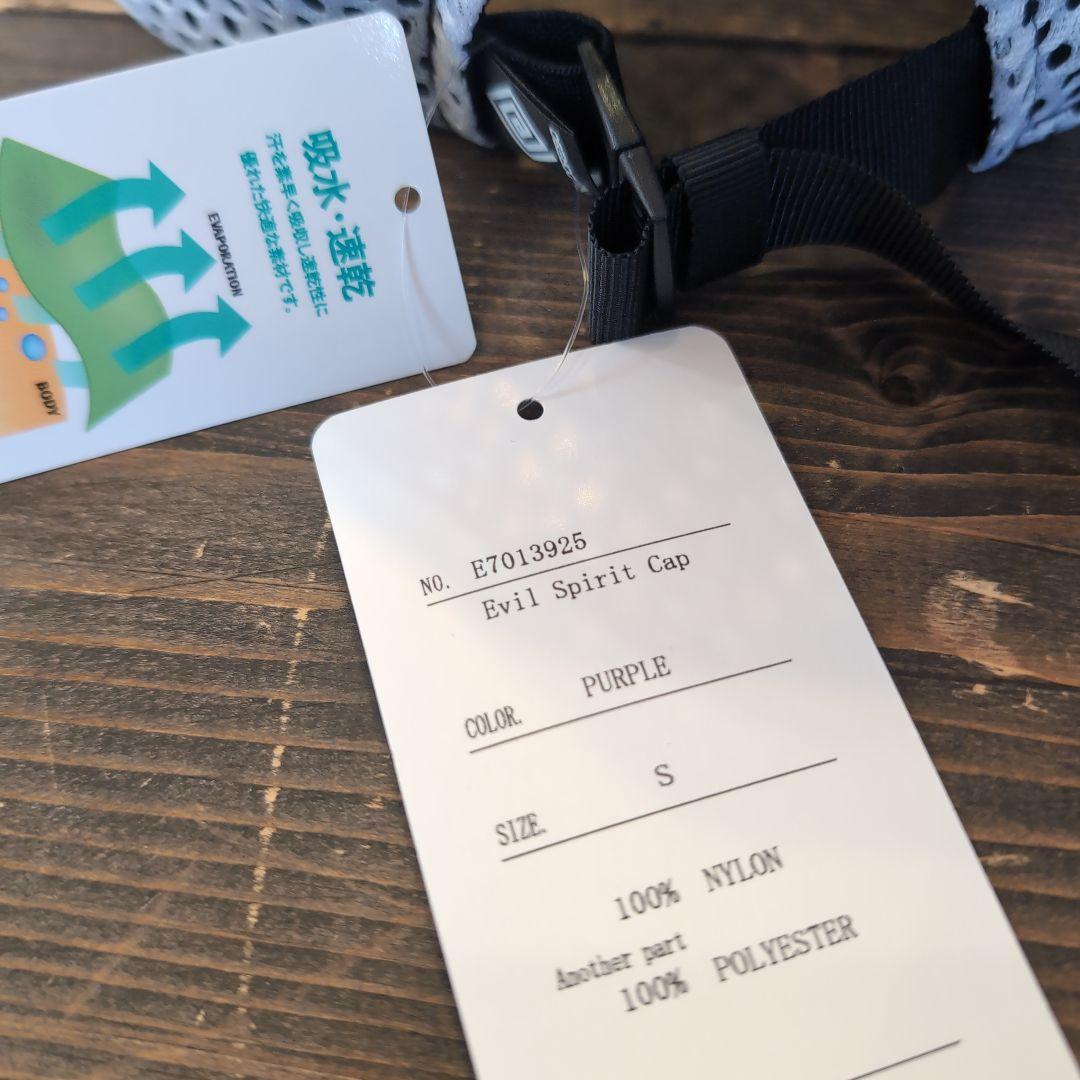 吸水・速乾
汗を素早く吸収し速乾性に
優れた快適な素材です。
EVAPORATION
BODY
NO. E7013925
Evil Spirit Cap
COLOR. PURPLE
SIZE. S
100% NYLON
Another part
100% POLYESTER